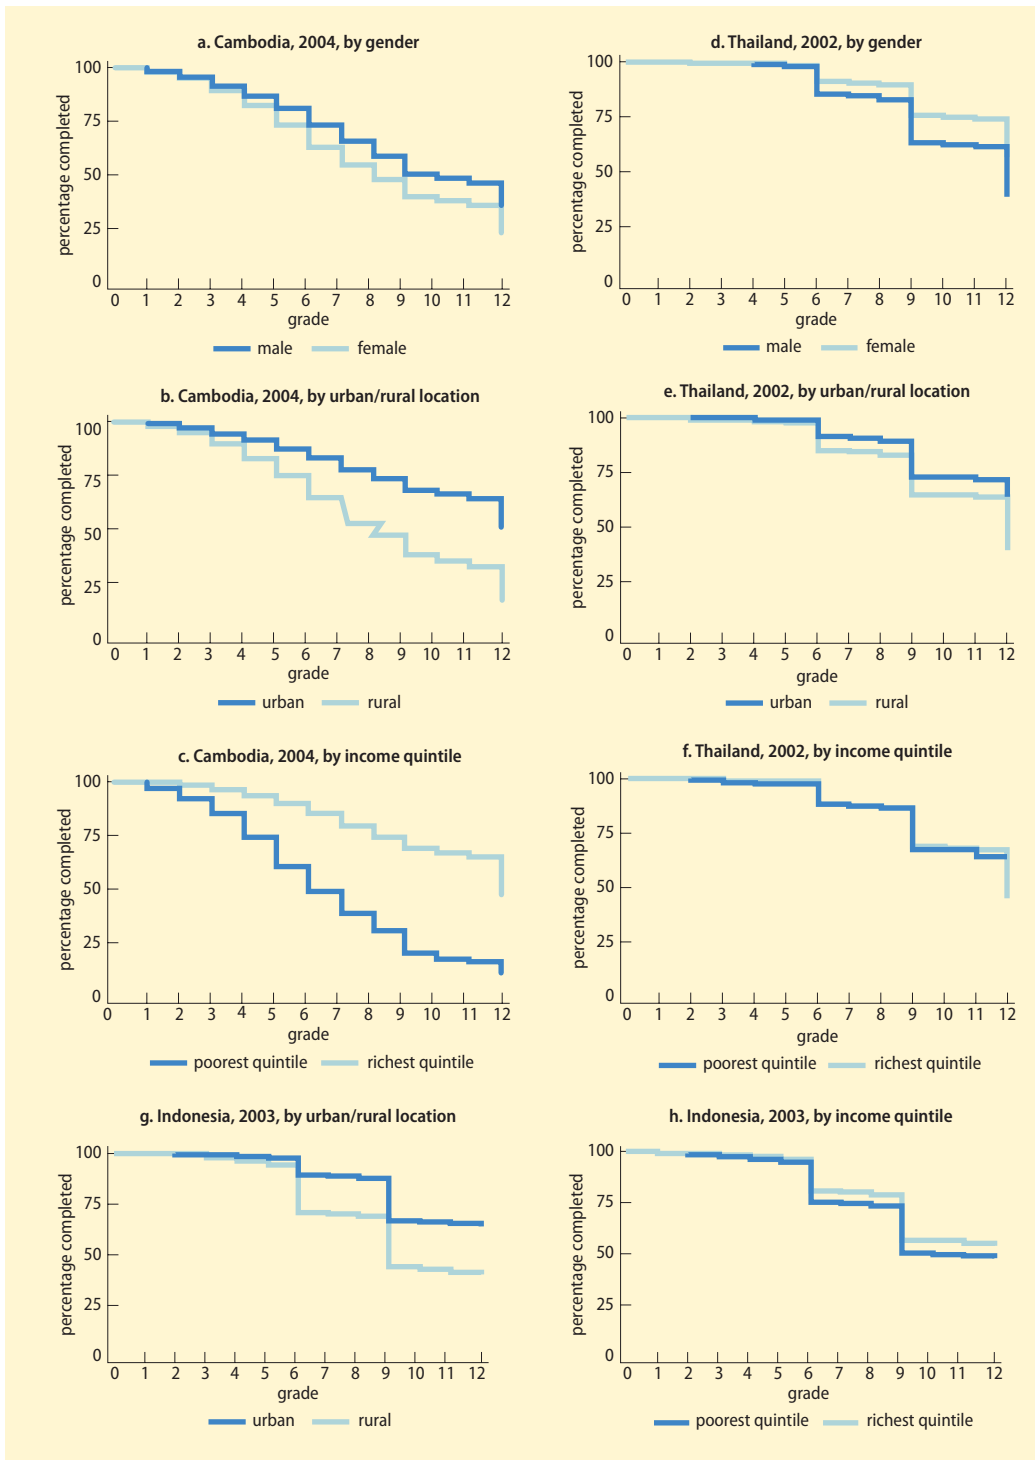 a. Cambodia, 2004, by gender
percentage completed
100
75
50
25
0
0 1 2 3 4 5 6 7 8 9 10 11 12
grade
male female
d. Thailand, 2002, by gender
percentage completed
100
75
50
25
0
0 1 2 3 4 5 6 7 8 9 10 11 12
grade
male female
b. Cambodia, 2004, by urban/rural location
percentage completed
100
75
50
25
0
0 1 2 3 4 5 6 7 8 9 10 11 12
grade
urban rural
e. Thailand, 2002, by urban/rural location
percentage completed
100
75
50
25
0
0 1 2 3 4 5 6 7 8 9 10 11 12
grade
urban rural
c. Cambodia, 2004, by income quintile
percentage completed
100
75
50
25
0
0 1 2 3 4 5 6 7 8 9 10 11 12
grade
poorest quintile richest quintile
f. Thailand, 2002, by income quintile
percentage completed
100
75
50
25
0
0 1 2 3 4 5 6 7 8 9 10 11 12
grade
poorest quintile richest quintile
g. Indonesia, 2003, by urban/rural location
percentage completed
100
75
50
25
0
0 1 2 3 4 5 6 7 8 9 10 11 12
grade
urban rural
h. Indonesia, 2003, by income quintile
percentage completed
100
75
50
25
0
0 1 2 3 4 5 6 7 8 9 10 11 12
grade
poorest quintile richest quintile